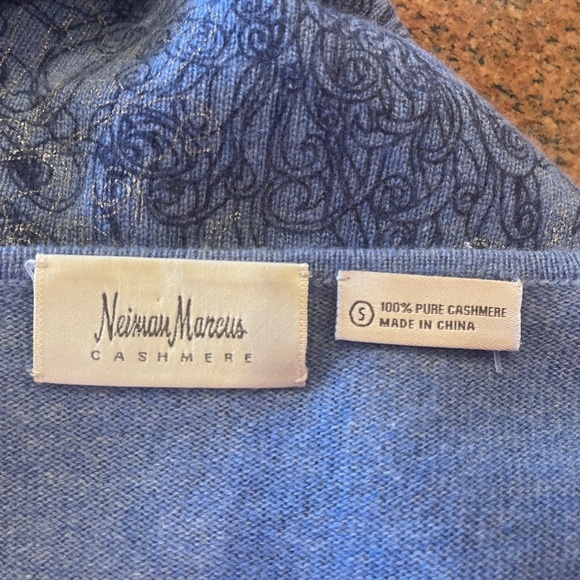 Neiman Marcus
CASHMERE
S 100% PURE CASHMERE
MADE IN CHINA